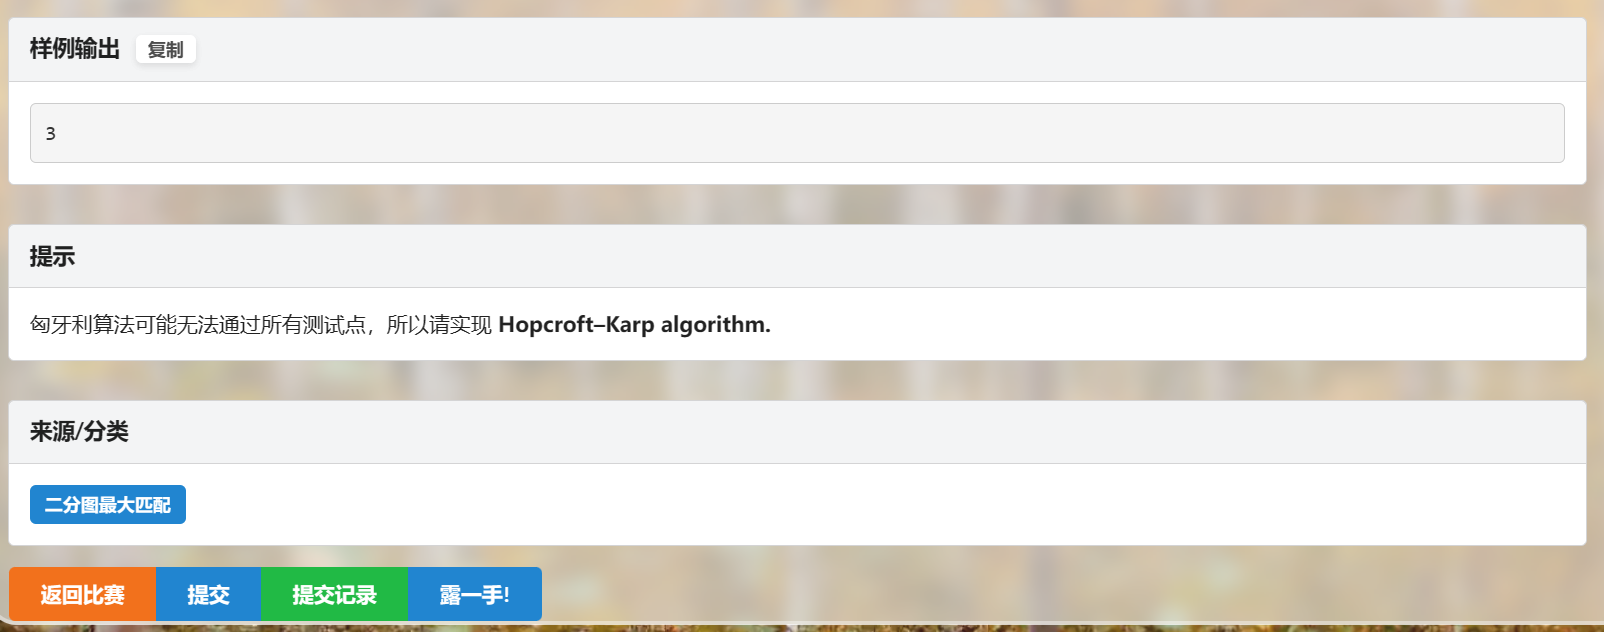 样例输出 复制
3
提示
匈牙利算法可能无法通过所有测试点，所以请实现 Hopcroft–Karp algorithm.
来源/分类
二分图最大匹配
返回比赛 提交 提交记录 露一手!